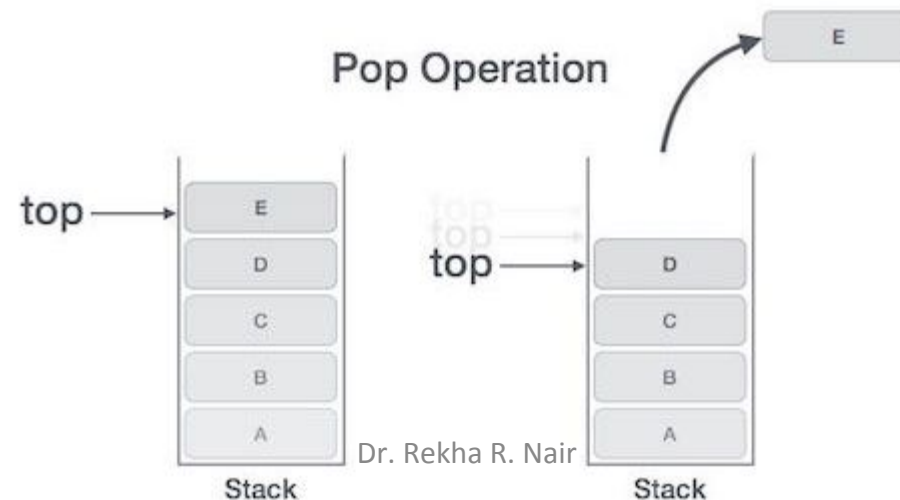 E
Pop Operation
top
E
D
C
B
A
Stack
top
top
top
D
C
B
A
Stack
Dr. Rekha R. Nair